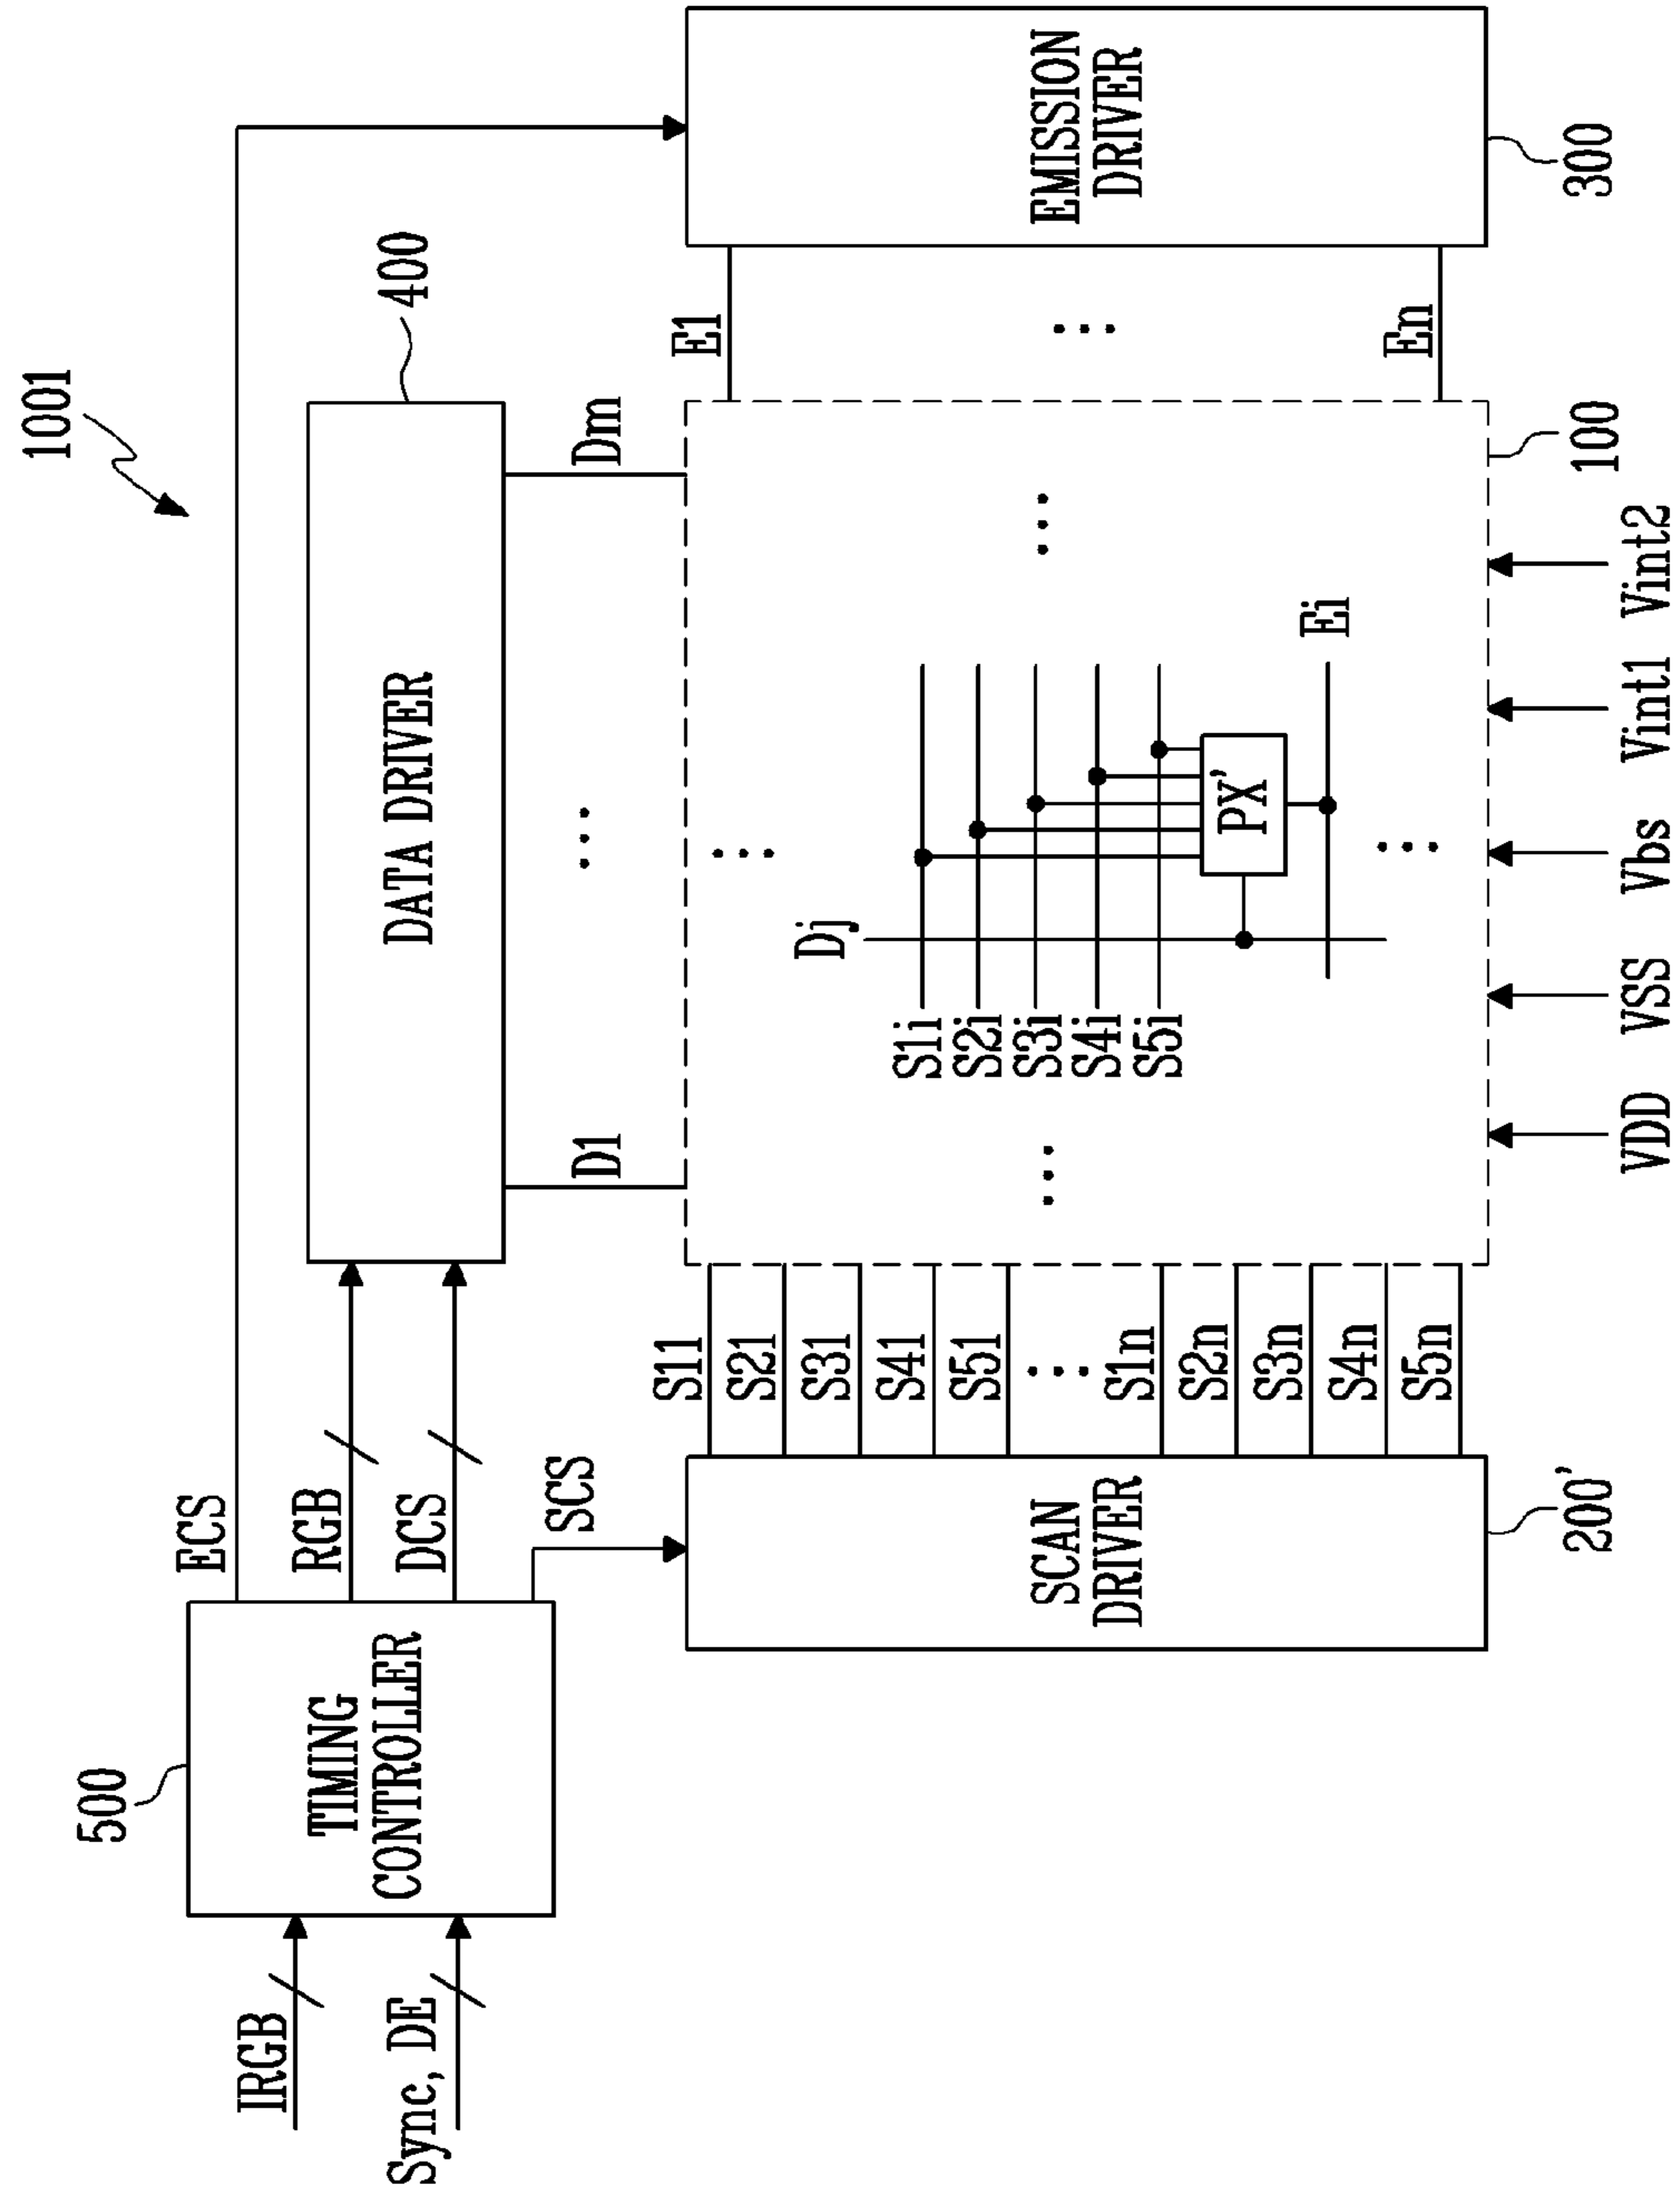 1001
500
TIMING
CONTROLLER
IRGB
Sync, DE
ECS
RGB
DCS
SCS
DATA DRIVER
400
D1
...
Dm
SCAN
DRIVER
200'
S11
S21
S31
S41
S51
...
S1n
S2n
S3n
S4n
S5n
...
Dj
S1i
S2i
S3i
S4i
S5i
PX'
Ei
...
...
...
100
E1
...
En
EMISSION
DRIVER
300
VDD
VSS
Vbs
Vint1
Vint2